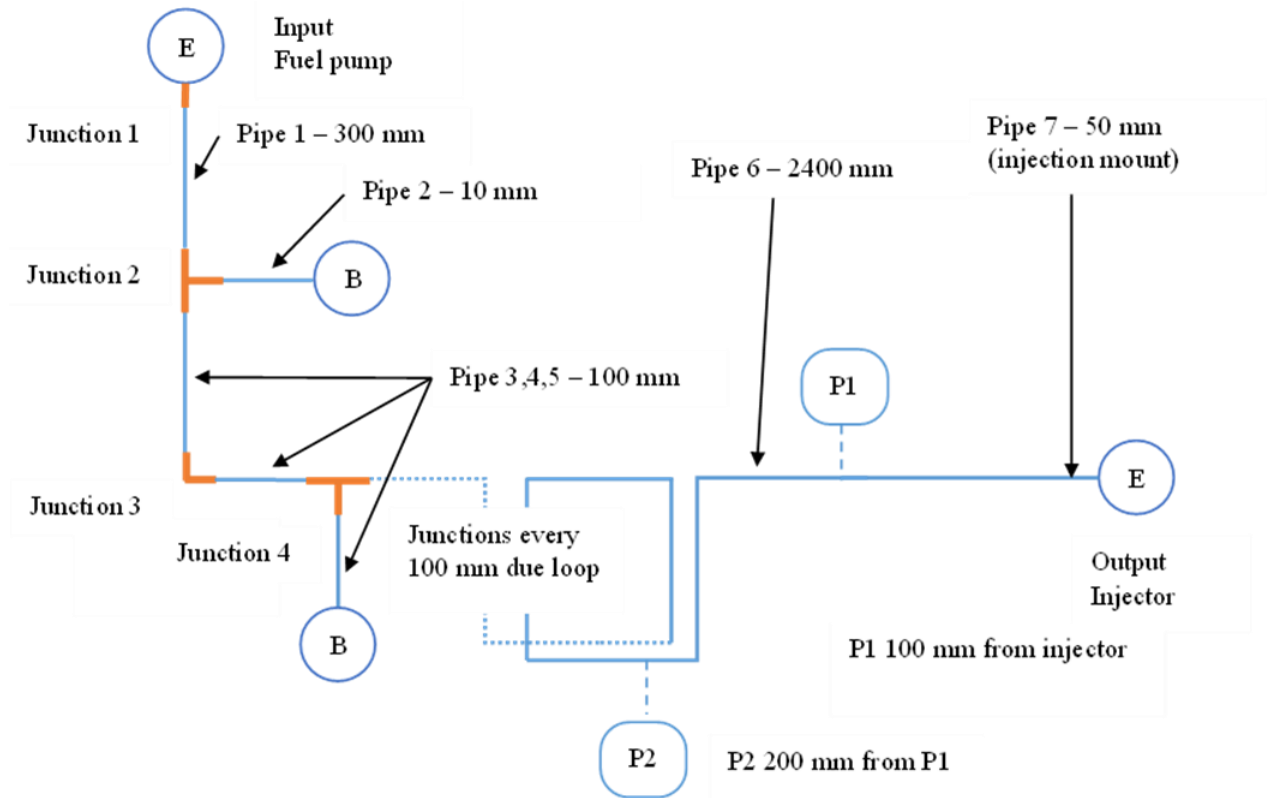 E
Input
Fuel pump
Junction 1
Pipe 1 – 300 mm
Pipe 7 – 50 mm
(injection mount)
Pipe 6 – 2400 mm
Pipe 2 – 10 mm
Junction 2
B
Pipe 3,4,5 – 100 mm
P1
E
Junction 3
Junction 4
Junctions every
100 mm due loop
Output
Injector
B
P1 100 mm from injector
P2
P2 200 mm from P1